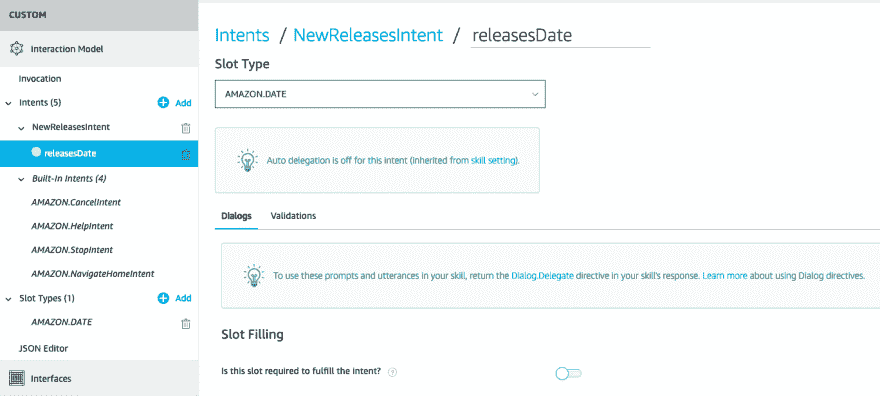 CUSTOM
Interaction Model
Invocation
Intents (5)
Add
NewReleasesIntent
releasesDate
Built-In Intents (4)
AMAZON.CancelIntent
AMAZON.HelpIntent
AMAZON.StopIntent
AMAZON.NavigateHomeIntent
Slot Types (1)
Add
AMAZON.DATE
JSON Editor
Interfaces
Intents / NewReleasesIntent / releasesDate
Slot Type
AMAZON.DATE
Auto delegation is off for this intent (inherited from skill setting).
Dialogs
Validations
To use these prompts and utterances in your skill, return the Dialog.Delegate directive in your skill's response. Learn more about using Dialog directives.
Slot Filling
Is this slot required to fulfill the intent? ?